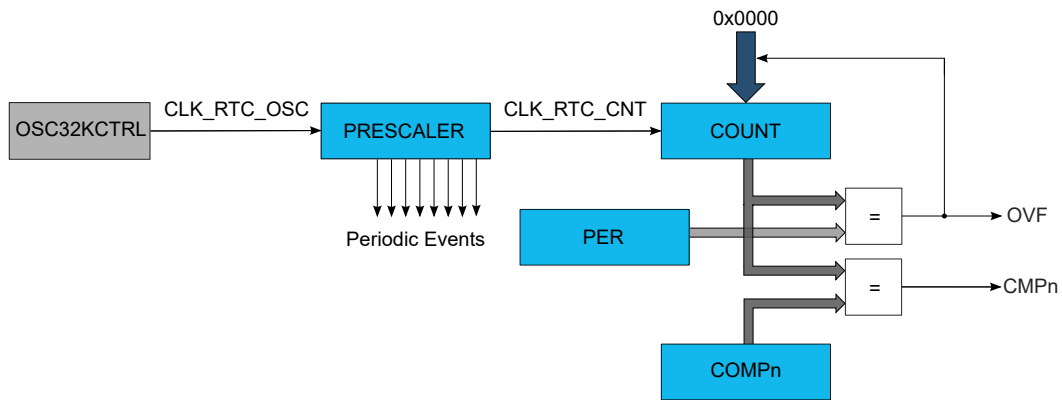 0x0000
CLK_RTC_OSC
CLK_RTC_CNT
OSC32KCTRL
PRESCALER
COUNT
Periodic Events
PER
=
OVF
=
CMPn
COMPn